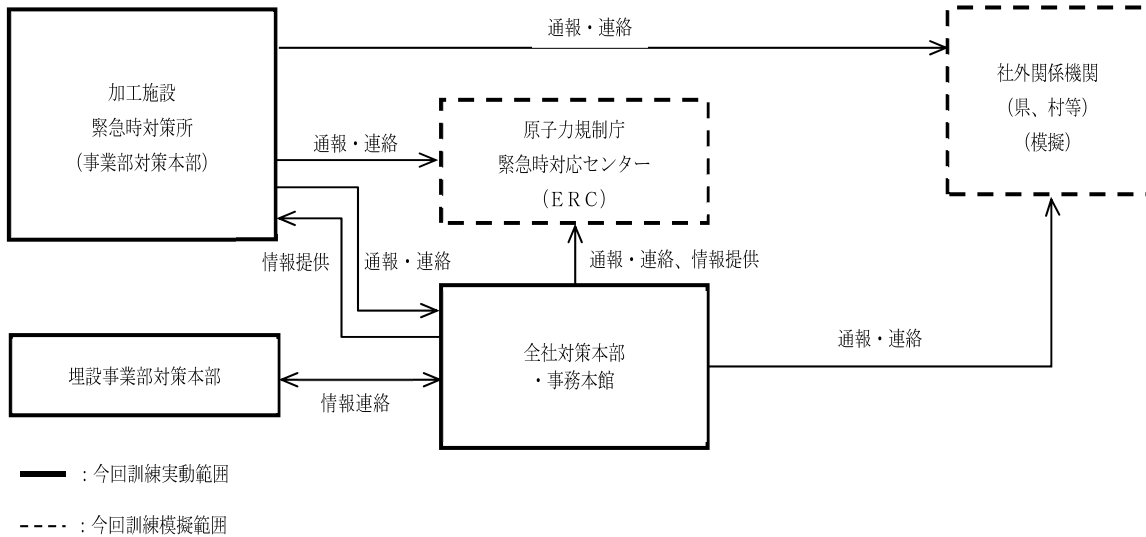 通報・連絡
加工施設
緊急時対策所
(事業部対策本部)
社外関係機関
(県、村等)
(模擬)
原子力規制庁
緊急時対応センター
(ERC)
通報・連絡
情報提供
通報・連絡
通報・連絡、情報提供
全社対策本部
・事務本館
通報・連絡
埋設事業部対策本部
情報連絡
：今回訓練実動範囲
：今回訓練模擬範囲